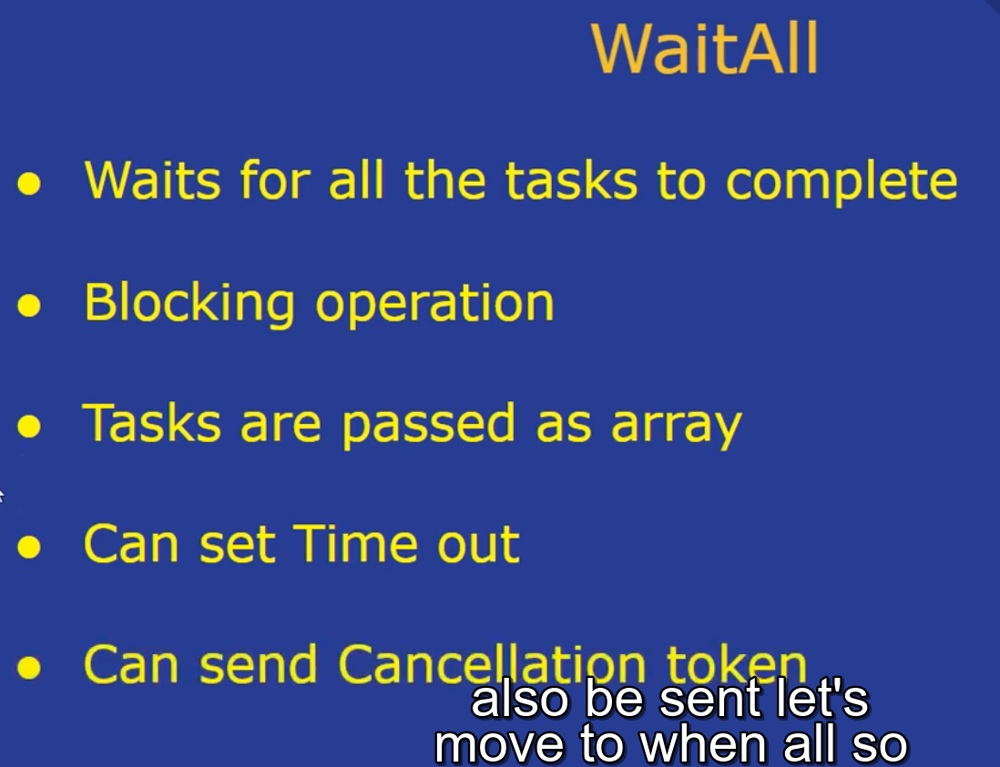 WaitAll
Waits for all the tasks to complete
Blocking operation
Tasks are passed as array
Can set Time out
Can send Cancellation token
also be sent let's
move to when all so